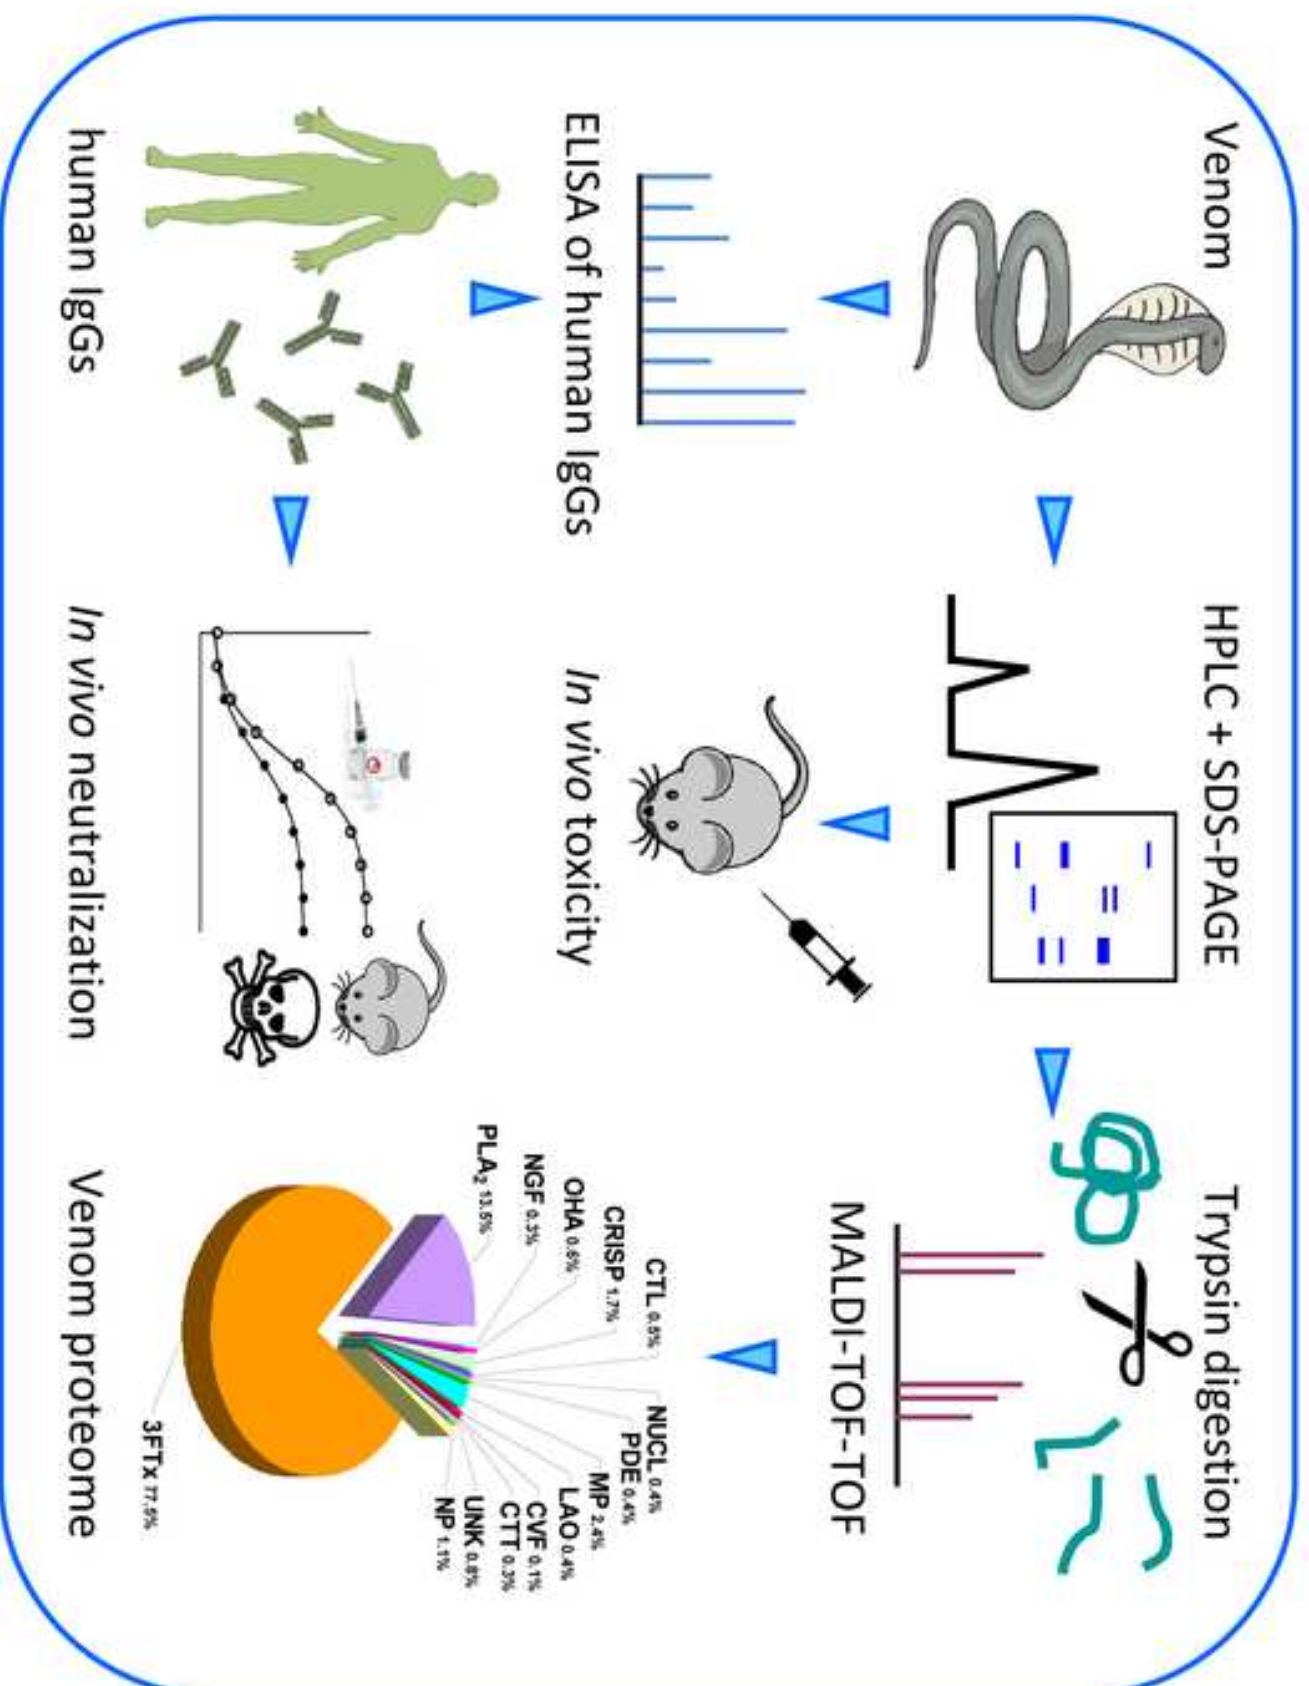 Venom
HPLC + SDS-PAGE
Trypsin digestion
MALDI-TOF-TOF
ELISA of human IgGs
In vivo toxicity
human IgGs
In vivo neutralization
CTL 0.5%
CRISP 1.7%
OHA 0.6%
NGF 0.3%
PLA₂ 13.5%
NUCL 0.4%
PDE 0.4%
MP 2.4%
LAO 0.4%
CVF 0.1%
CTT 0.3%
UNK 0.8%
NP 1.1%
3FTx 77.5%
Venom proteome